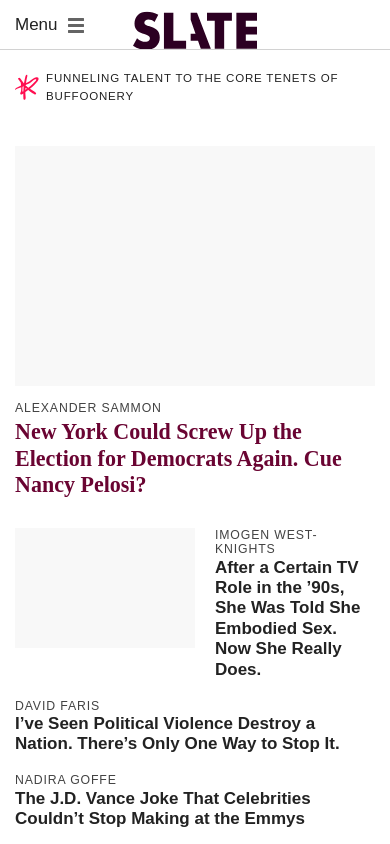 Menu
SLATE
FUNNELING TALENT TO THE CORE TENETS OF
BUFFOONERY
ALEXANDER SAMMON
New York Could Screw Up the
Election for Democrats Again. Cue
Nancy Pelosi?
IMOGEN WEST-
KNIGHTS
After a Certain TV
Role in the ’90s,
She Was Told She
Embodied Sex.
Now She Really
Does.
DAVID FARIS
I’ve Seen Political Violence Destroy a
Nation. There’s Only One Way to Stop It.
NADIRA GOFFE
The J.D. Vance Joke That Celebrities
Couldn’t Stop Making at the Emmys